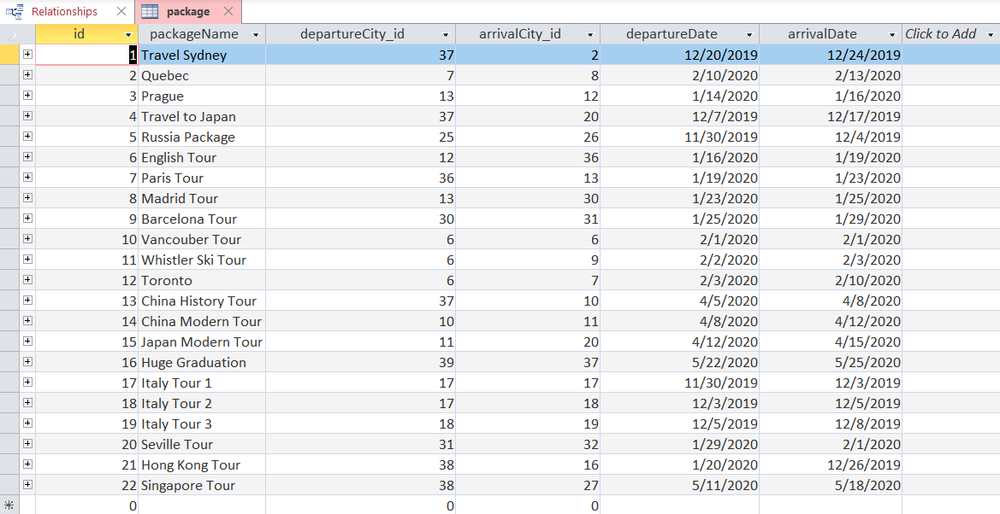 Relationships package
id packageName departureCity_id arrivalCity_id departureDate arrivalDate Click to Add
1 Travel Sydney 37 2 12/20/2019 12/24/2019
2 Quebec 7 8 2/10/2020 2/13/2020
3 Prague 13 12 1/14/2020 1/16/2020
4 Travel to Japan 37 20 12/7/2019 12/17/2019
5 Russia Package 25 26 11/30/2019 12/4/2019
6 English Tour 12 36 1/16/2020 1/19/2020
7 Paris Tour 36 13 1/19/2020 1/23/2020
8 Madrid Tour 13 30 1/23/2020 1/25/2020
9 Barcelona Tour 30 31 1/25/2020 1/29/2020
10 Vancouber Tour 6 6 2/1/2020 2/1/2020
11 Whistler Ski Tour 6 9 2/2/2020 2/3/2020
12 Toronto 6 7 2/3/2020 2/10/2020
13 China History Tour 37 10 4/5/2020 4/8/2020
14 China Modern Tour 10 11 4/8/2020 4/12/2020
15 Japan Modern Tour 11 20 4/12/2020 4/15/2020
16 Huge Graduation 39 37 5/22/2020 5/25/2020
17 Italy Tour 1 17 17 11/30/2019 12/3/2019
18 Italy Tour 2 17 18 12/3/2019 12/5/2019
19 Italy Tour 3 18 19 12/5/2019 12/8/2019
20 Seville Tour 31 32 1/29/2020 2/1/2020
21 Hong Kong Tour 38 16 1/20/2020 12/26/2019
22 Singapore Tour 38 27 5/11/2020 5/18/2020
0 0 0